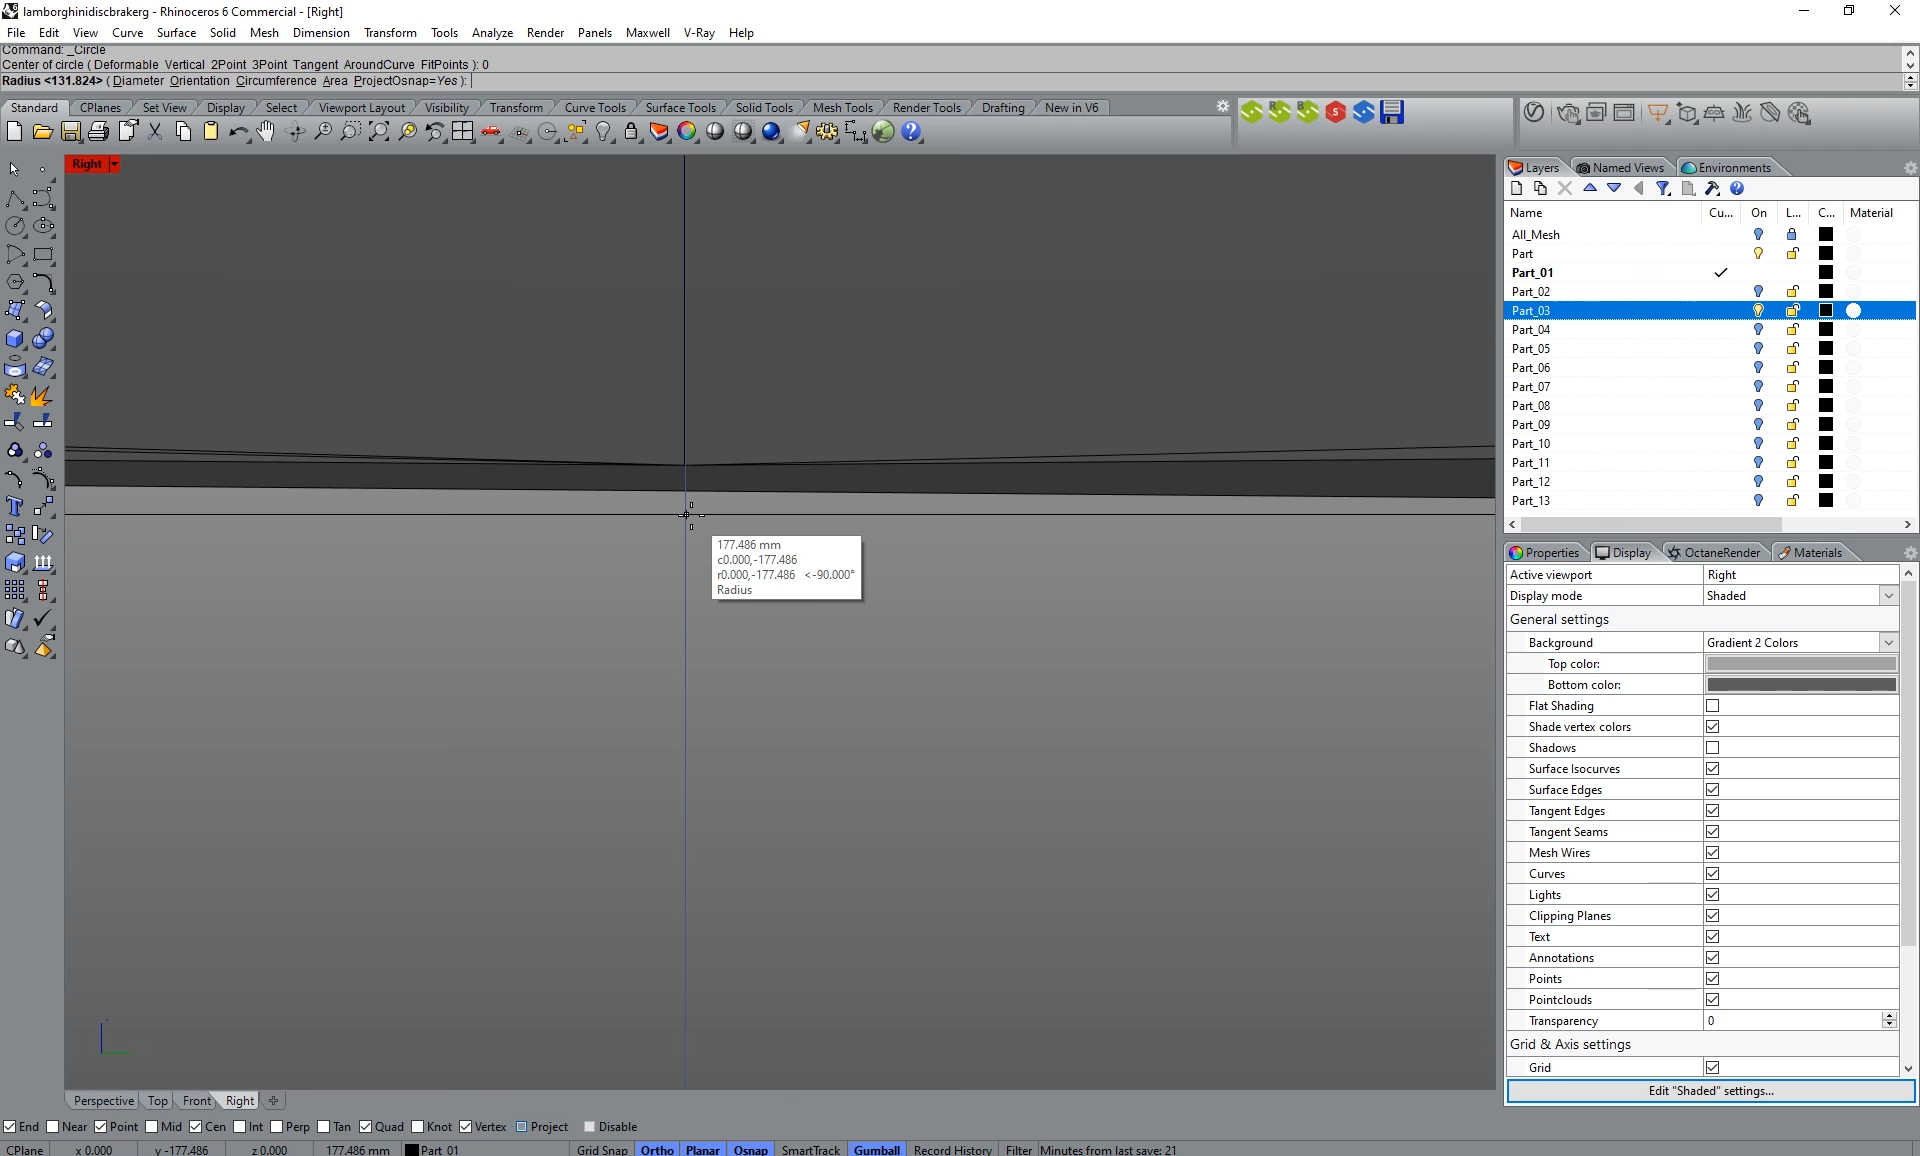 lamborghinidiscbrakerg - Rhinoceros 6 Commercial - [Right]
File Edit View Curve Surface Solid Mesh Dimension Transform Tools Analyze Render Panels Maxwell V-Ray Help
Command: _Circle
Center of circle ( Deformable Vertical 2Point 3Point Tangent AroundCurve FitPoints ): 0
Radius <131.824> ( Diameter Orientation Circumference Area ProjectOsnap=Yes ):
Standard CPlanes Set View Display Select Viewport Layout Visibility Transform Curve Tools Surface Tools Solid Tools Mesh Tools Render Tools Drafting New in V6
Right
177.486 mm
c0.000,-177.486
r0.000,-177.486 <-90.000°
Radius
Layers Named Views Environments
Name Cu... On L... C... Material
All_Mesh
Part
Part_01
Part_02
Part_03
Part_04
Part_05
Part_06
Part_07
Part_08
Part_09
Part_10
Part_11
Part_12
Part_13
Properties Display OctaneRender Materials
Active viewport Right
Display mode Shaded
General settings
Background Gradient 2 Colors
Top color:
Bottom color:
Flat Shading
Shade vertex colors
Shadows
Surface Isocurves
Surface Edges
Tangent Edges
Tangent Seams
Mesh Wires
Curves
Lights
Clipping Planes
Text
Annotations
Points
Pointclouds
Transparency 0
Grid & Axis settings
Grid
Edit "Shaded" settings...
Perspective Top Front Right
End Near Point Mid Cen Int Perp Tan Quad Knot Vertex Project Disable
CPlane x 0.000 y -177.486 z 0.000 177.486 mm Part_01 Grid Snap Ortho Planar Osnap SmartTrack Gumball Record History Filter Minutes from last save: 21